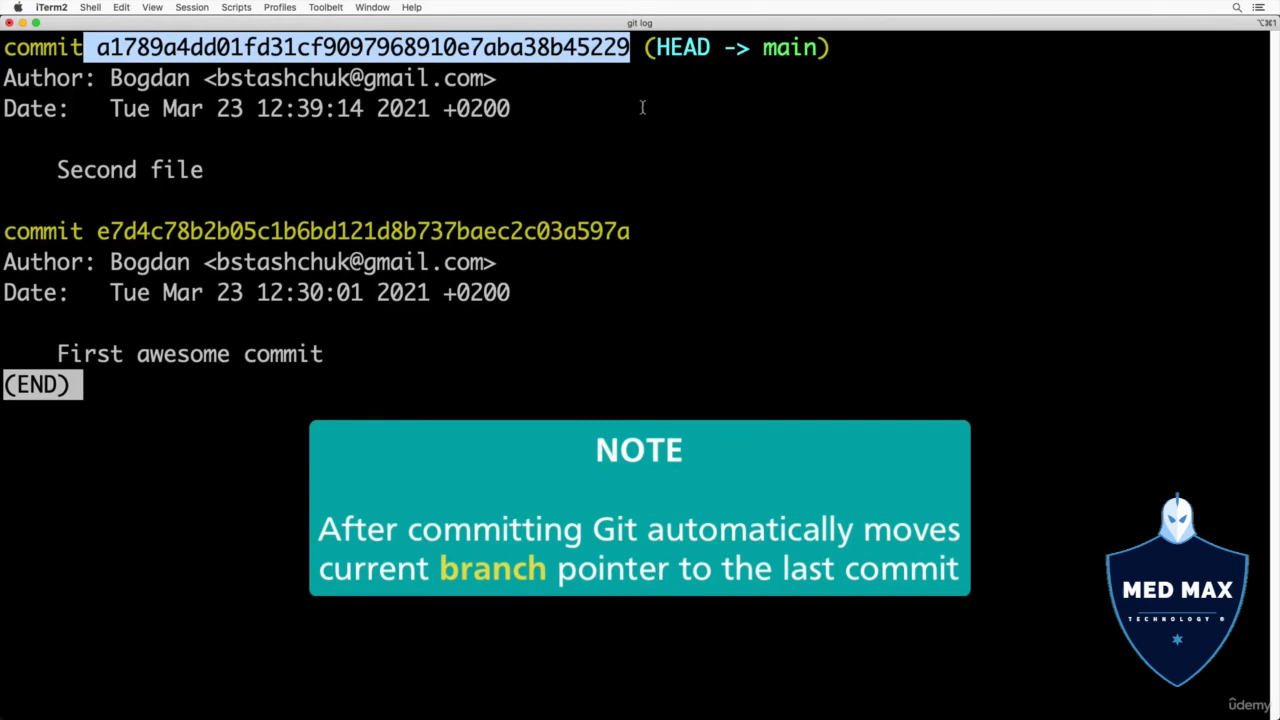 iTerm2 Shell Edit View Session Scripts Profiles Toolbelt Window Help
git log
⌥⌘1
commit a1789a4dd01fd31cf9097968910e7aba38b45229 (HEAD -> main)
Author: Bogdan <bstashchuk@gmail.com>
Date:   Tue Mar 23 12:39:14 2021 +0200
Second file
commit e7d4c78b2b05c1b6bd121d8b737baec2c03a597a
Author: Bogdan <bstashchuk@gmail.com>
Date:   Tue Mar 23 12:30:01 2021 +0200
First awesome commit
(END)
NOTE
After committing Git automatically moves
current branch pointer to the last commit
MED MAX
TECHNOLOGY ©
ûdemy